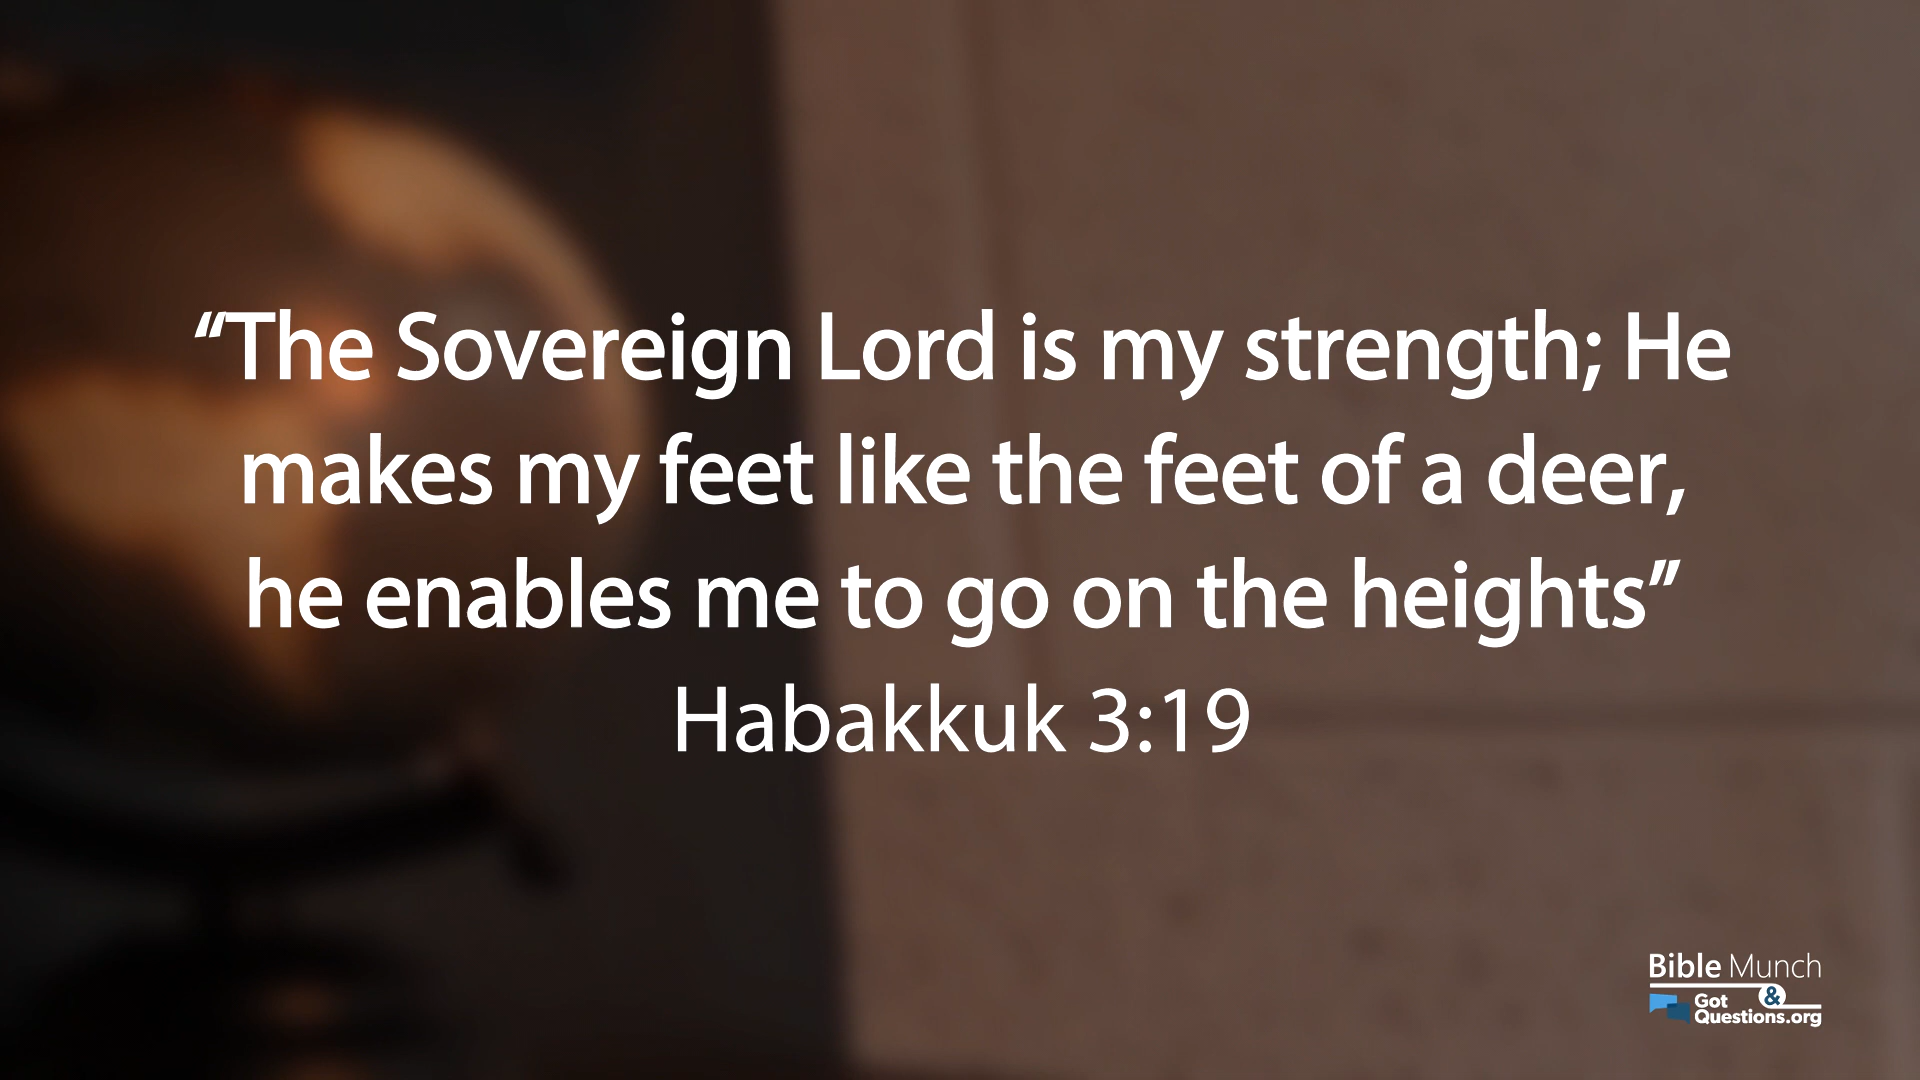 “The Sovereign Lord is my strength; He
makes my feet like the feet of a deer,
he enables me to go on the heights”
Habakkuk 3:19
Bible Munch
&
Got
Questions.org